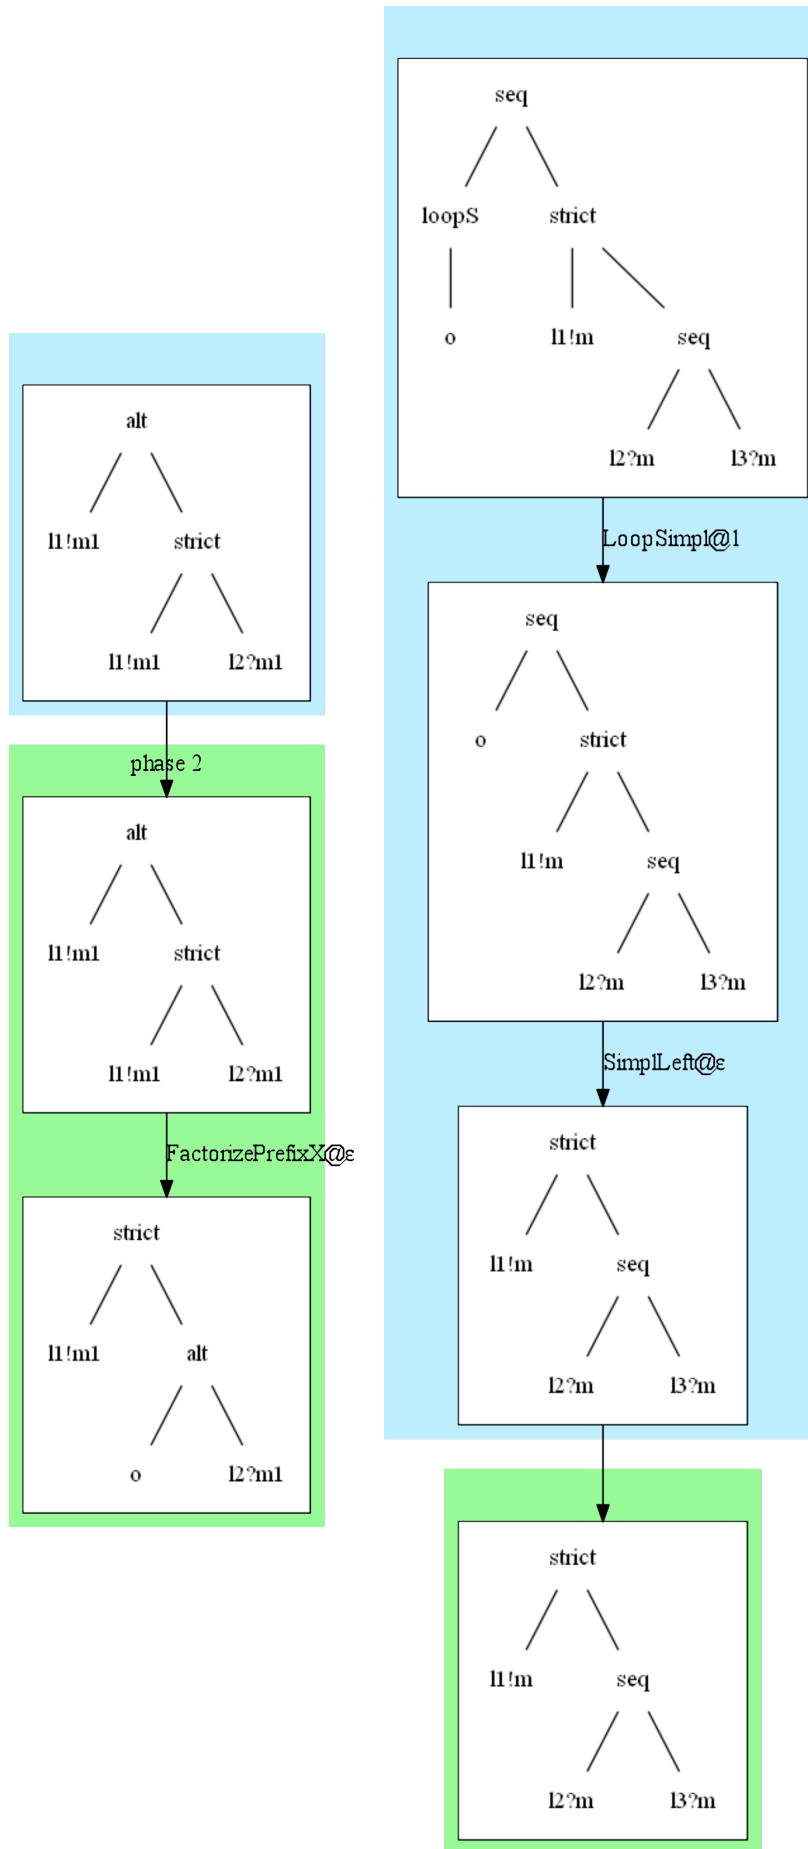 alt
l1!m1 strict
l1!m1 l2?m1
phase 2
alt
l1!m1 strict
l1!m1 l2?m1
FactorizePrefixX@ε
strict
l1!m1 alt
o l2?m1
seq
loopS strict
o l1!m seq
l2?m l3?m
LoopSimpl@1
seq
o strict
l1!m seq
l2?m l3?m
SimplLeft@ε
strict
l1!m seq
l2?m l3?m
strict
l1!m seq
l2?m l3?m